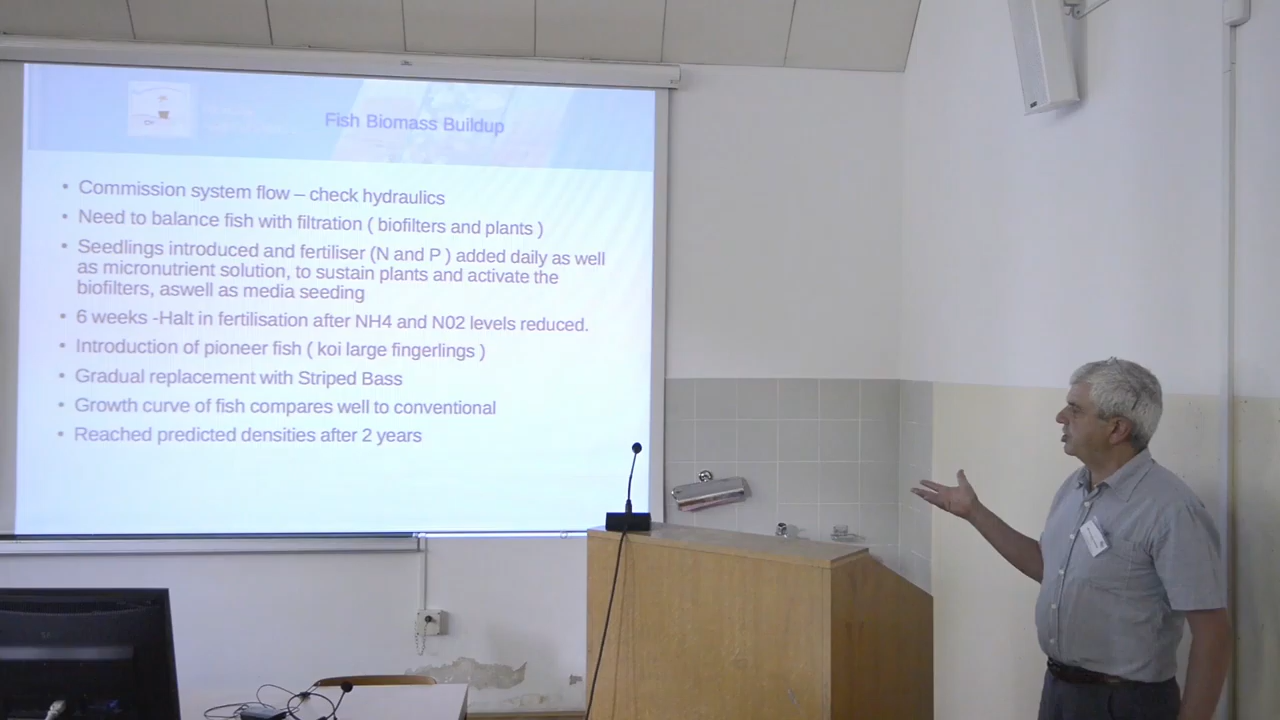 Fish Biomass Buildup
• Commission system flow – check hydraulics
• Need to balance fish with filtration ( biofilters and plants )
• Seedlings introduced and fertiliser (N and P ) added daily as well
as micronutrient solution, to sustain plants and activate the
biofilters, aswell as media seeding
• 6 weeks -Halt in fertilisation after NH4 and N02 levels reduced.
• Introduction of pioneer fish ( koi large fingerlings )
• Gradual replacement with Striped Bass
• Growth curve of fish compares well to conventional
• Reached predicted densities after 2 years